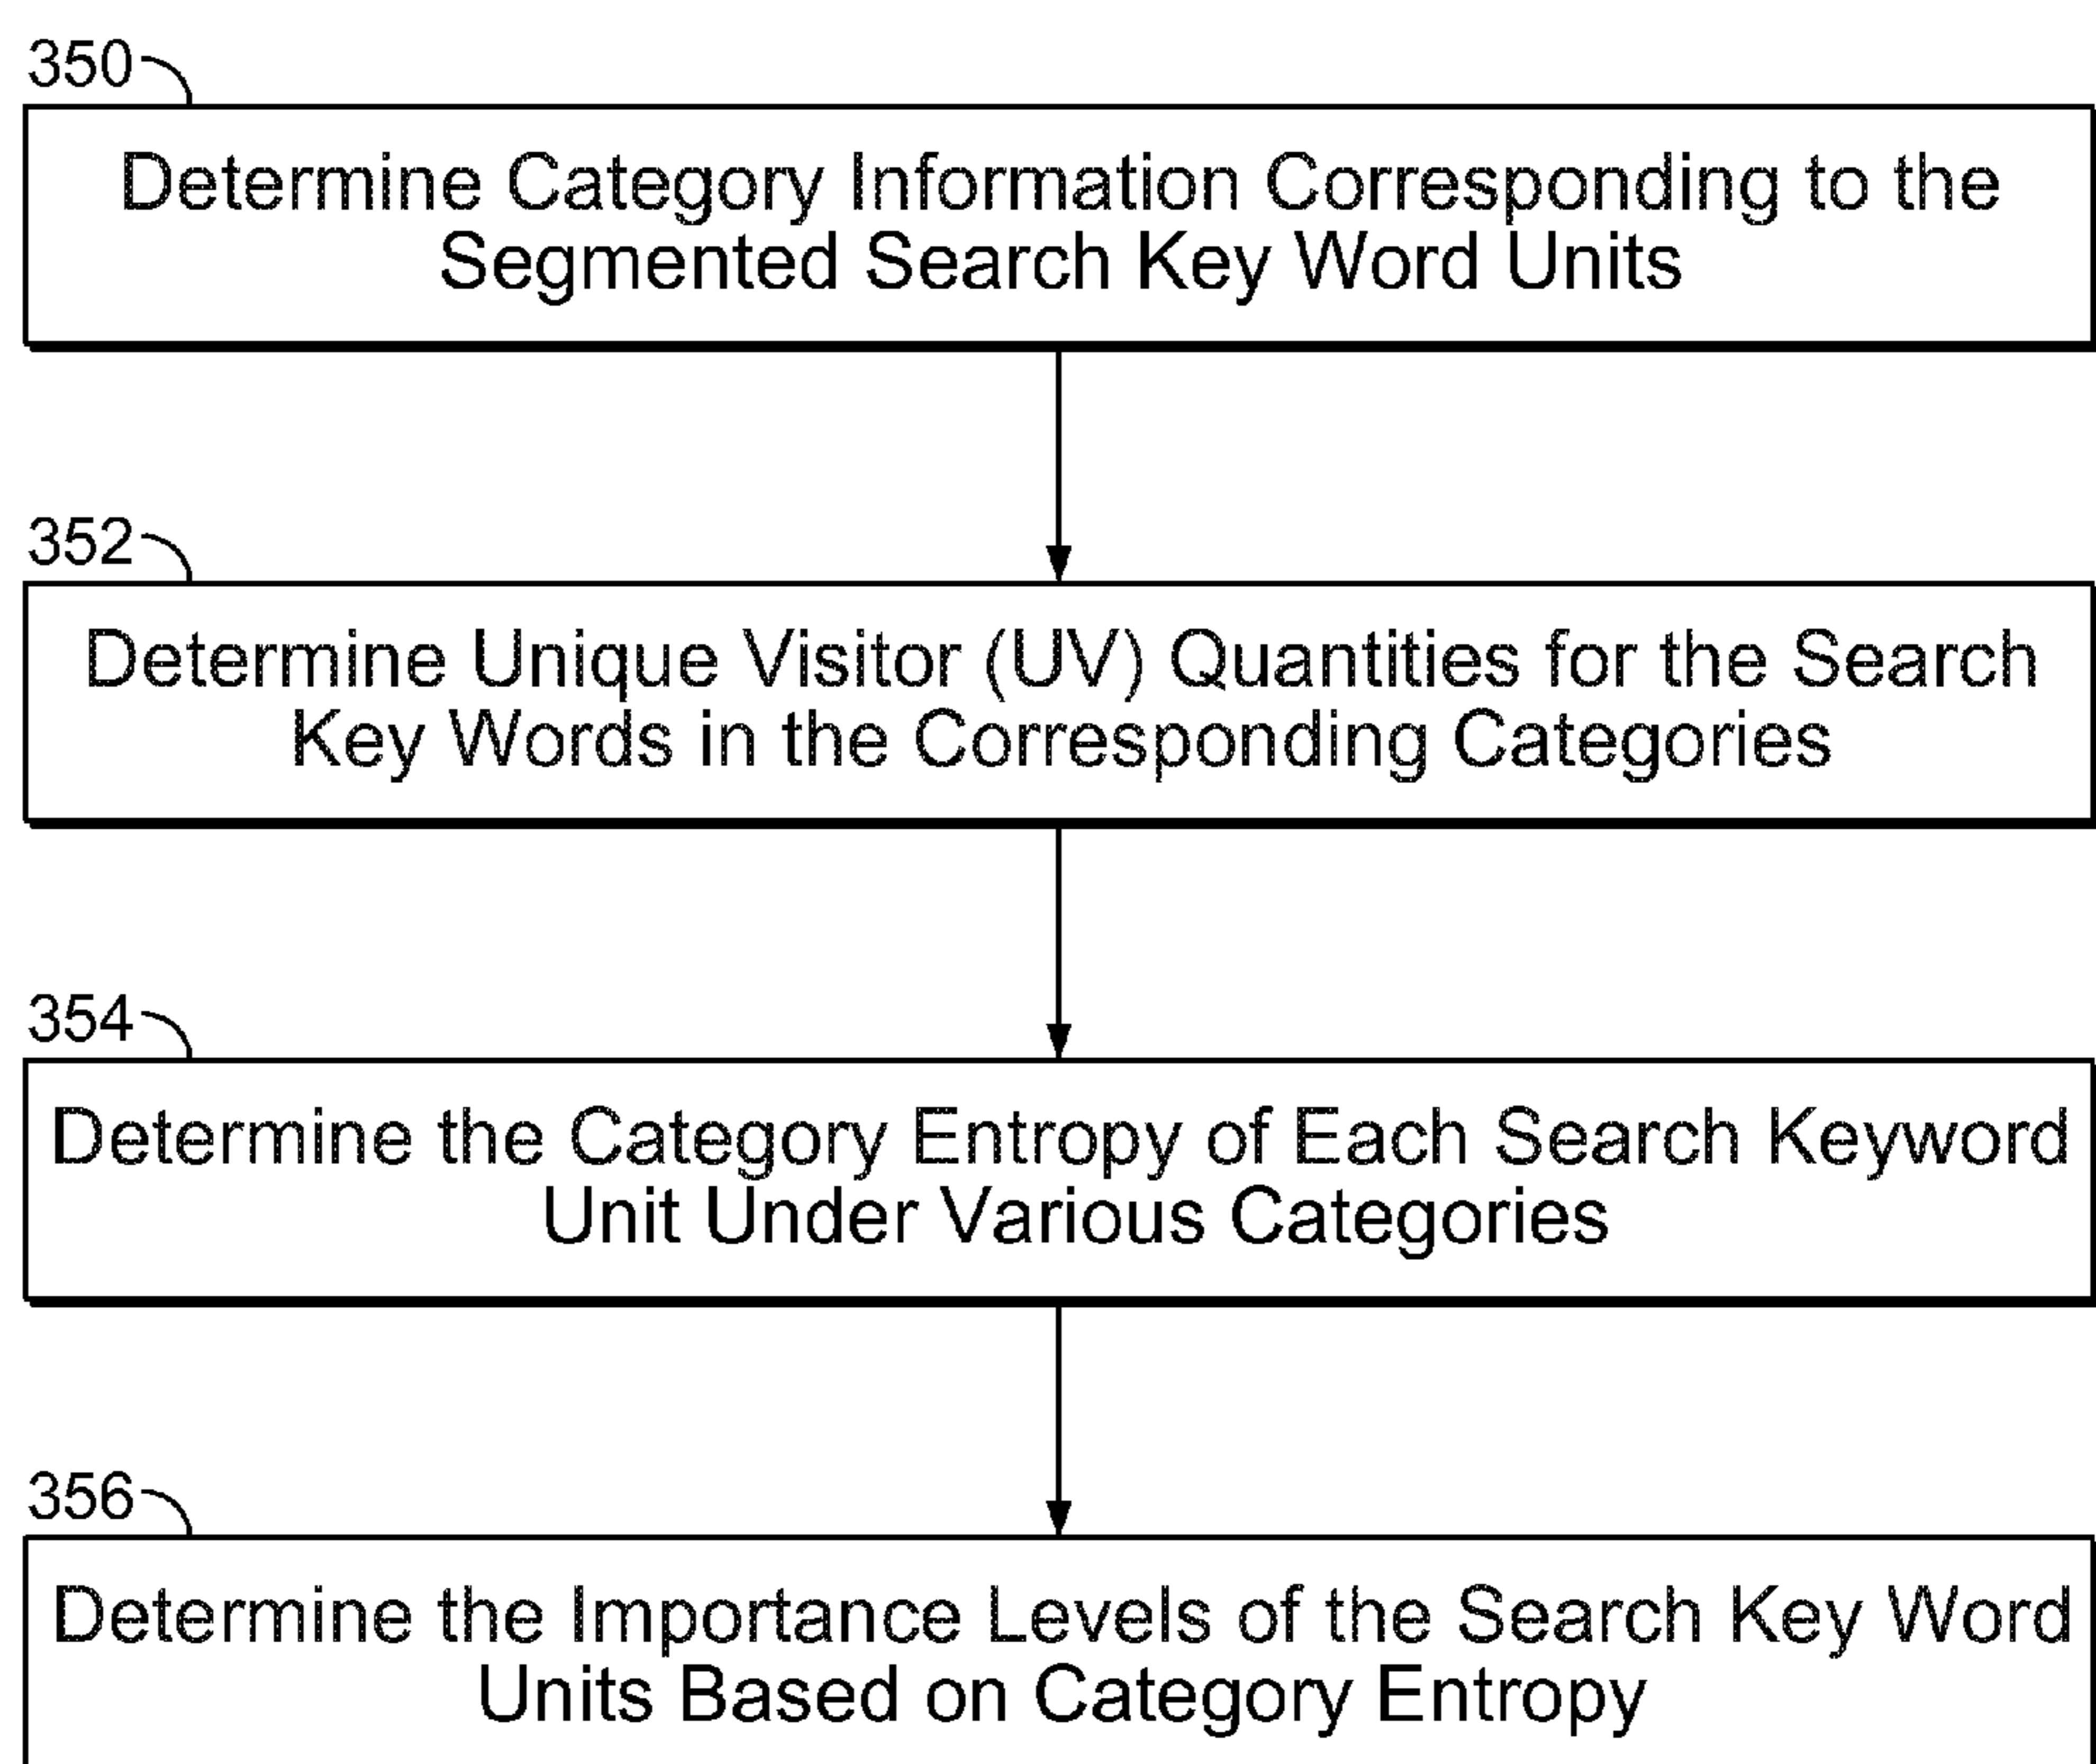 350
Determine Category Information Corresponding to the
Segmented Search Key Word Units
352
Determine Unique Visitor (UV) Quantities for the Search
Key Words in the Corresponding Categories
354
Determine the Category Entropy of Each Search Keyword
Unit Under Various Categories
356
Determine the Importance Levels of the Search Key Word
Units Based on Category Entropy